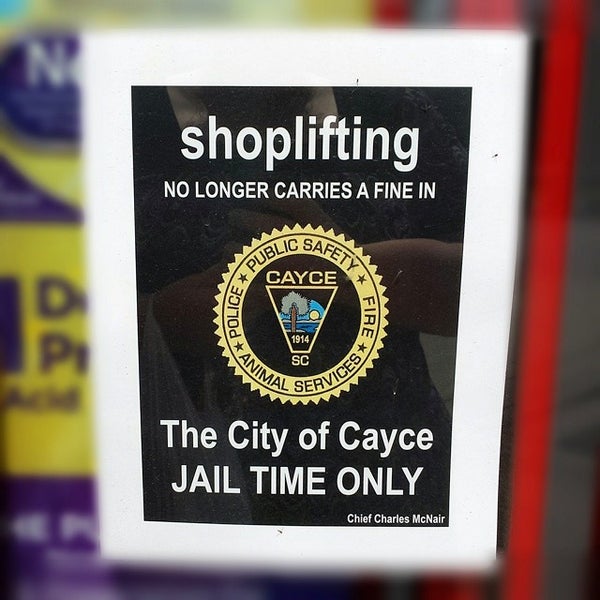 shoplifting
NO LONGER CARRIES A FINE IN
PUBLIC SAFETY
POLICE
FIRE
ANIMAL SERVICES
CAYCE
1914
SC
The City of Cayce
JAIL TIME ONLY
Chief Charles McNair
Acid